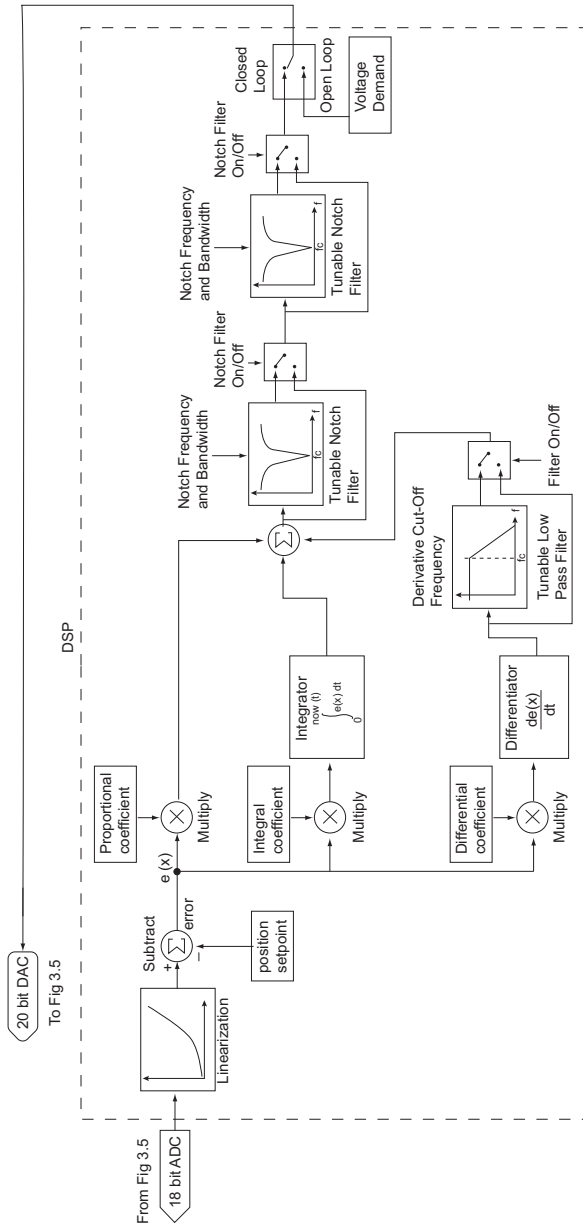 20 bit DAC
To Fig 3.5
From Fig 3.5
18 bit ADC
DSP
Linearization
Subtract
+
Σ
–
error
position
setpoint
e (x)
Proportional
coefficient
Multiply
Integral
coefficient
Multiply
Integrator
now (t)
∫ e(x) dt
0
Differential
coefficient
Multiply
Differentiator
de(x)
dt
Derivative Cut-Off
Frequency
fc
f
Tunable Low
Pass Filter
Filter On/Off
Σ
Notch Frequency
and Bandwidth
fc
f
Tunable Notch
Filter
Notch Filter
On/Off
Notch Frequency
and Bandwidth
fc
f
Tunable Notch
Filter
Notch Filter
On/Off
Closed
Loop
Open Loop
Voltage
Demand